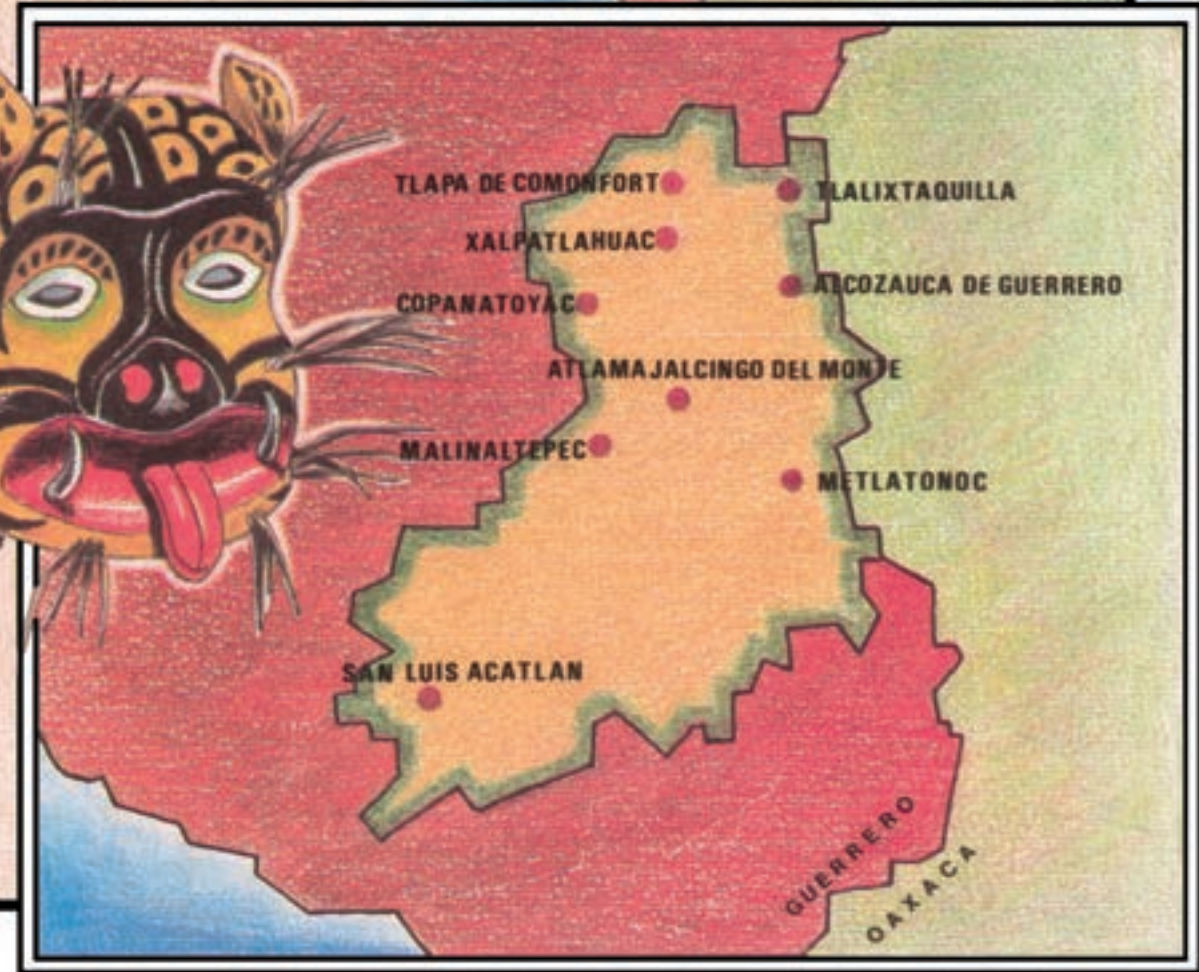 TLAPA DE COMONFORT
TLALIXTAQUILLA
XALPATLAHUAC
ALCOZAUCA DE GUERRERO
COPANATOYAC
ATLAMAJALCINGO DEL MONTE
MALINALTEPEC
METLATONOC
SAN LUIS ACATLAN
GUERRERO
OAXACA